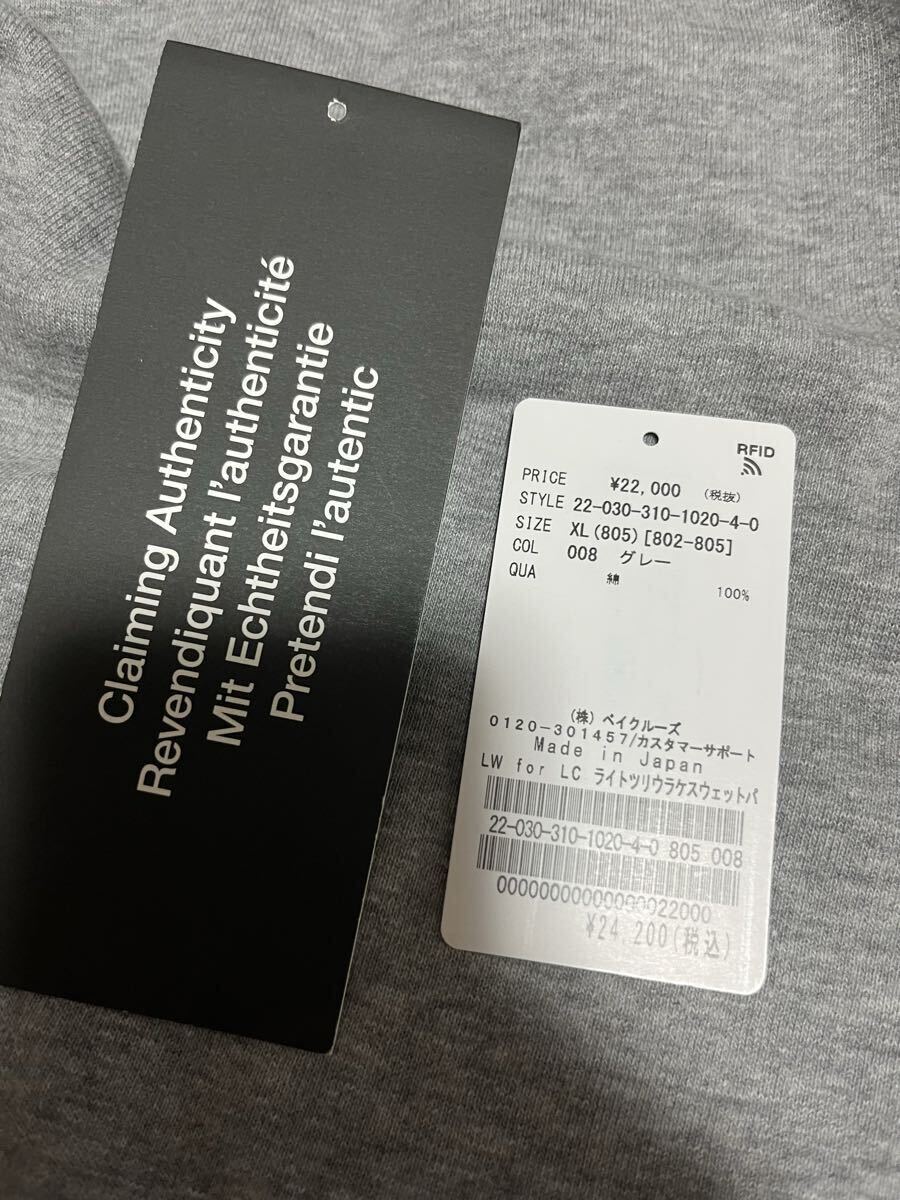 Claiming Authenticity
Revendiquant l'authenticité
Mit Echtheitsgarantie
Pretendi l'autentic
RFID
PRICE ¥22,000 (税抜)
STYLE 22-030-310-1020-4-0
SIZE XL(805)[802-805]
COL 008 グレー
QUA 綿 100%
(株)ベイクルーズ
0120-301457/カスタマーサポート
Made in Japan
LW for LC ライトツリウラケスウェットパ
22-030-310-1020-4-0 805 008
¥24,200(税込)